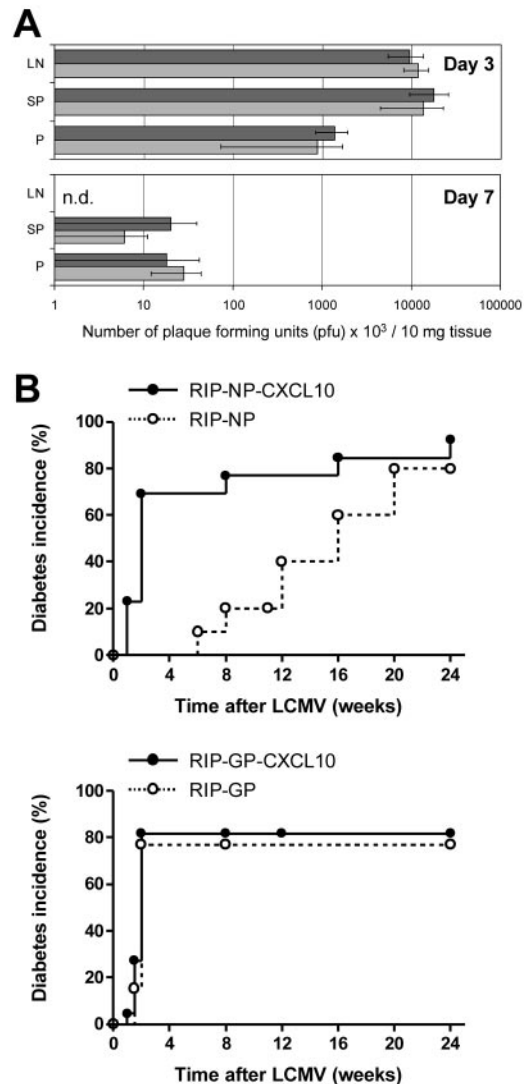 A
LN
Day 3
SP
P
n.d.
Day 7
LN
SP
P
1 10 100 1000 10000 100000
Number of plaque forming units (pfu) x 10³ / 10 mg tissue
B
RIP-NP-CXCL10
RIP-NP
100
80
60
40
20
0
Diabetes incidence (%)
0 4 8 12 16 20 24
Time after LCMV (weeks)
RIP-GP-CXCL10
RIP-GP
100
80
60
40
20
0
Diabetes incidence (%)
0 4 8 12 16 20 24
Time after LCMV (weeks)